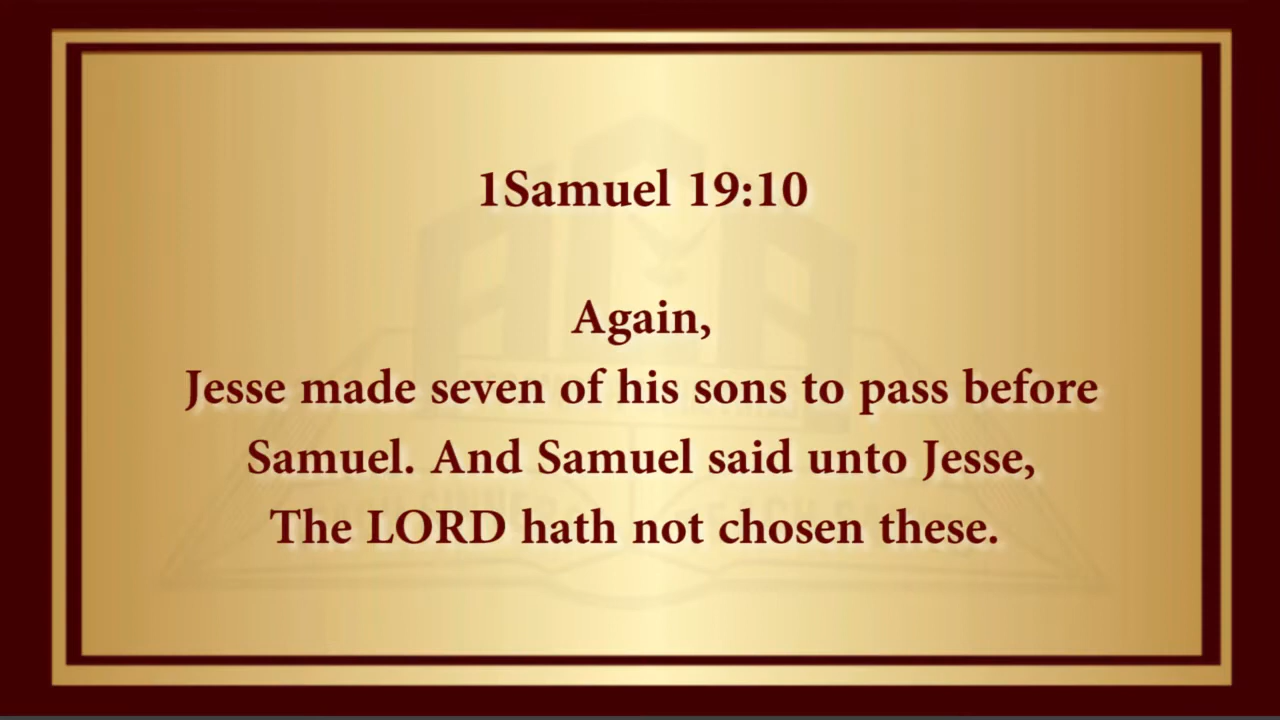 1Samuel 19:10
Again,
Jesse made seven of his sons to pass before
Samuel. And Samuel said unto Jesse,
The LORD hath not chosen these.